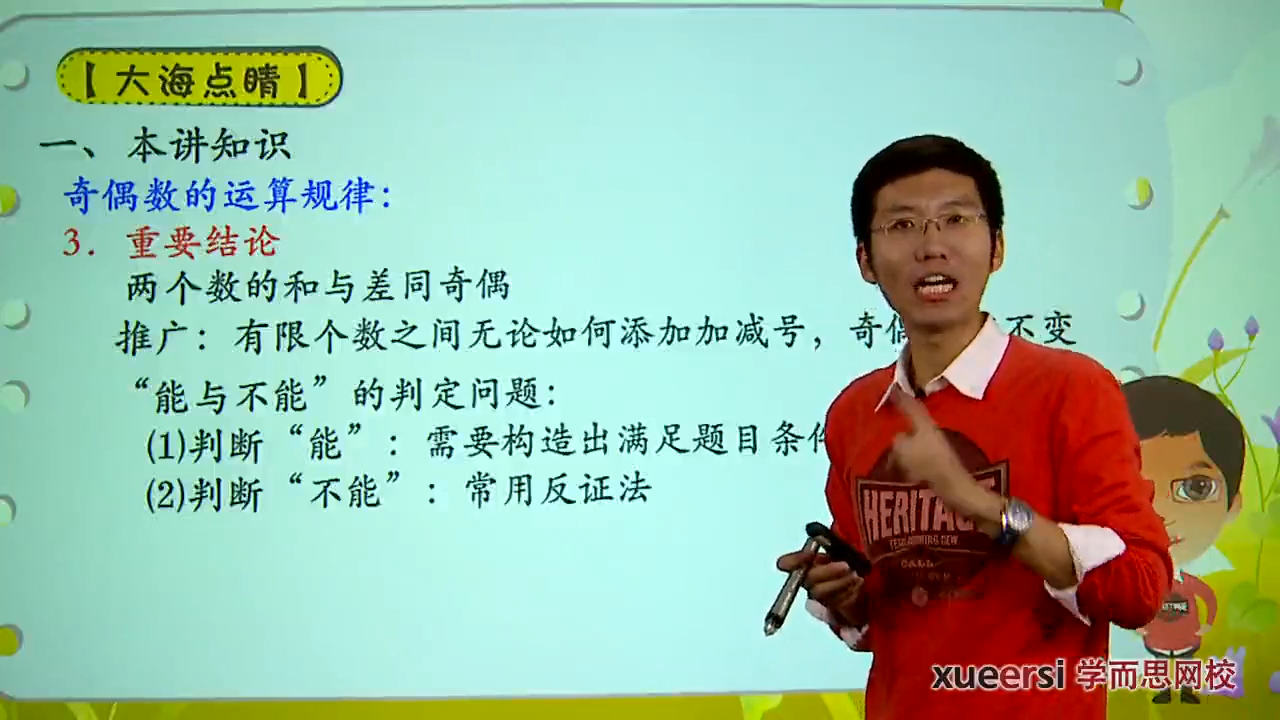 【大海点睛】
一、本讲知识
奇偶数的运算规律：
3．重要结论
两个数的和与差同奇偶
推广：有限个数之间无论如何添加加减号，奇偶不变
“能与不能”的判定问题：
(1)判断“能”：需要构造出满足题目条件
(2)判断“不能”：常用反证法
HERITAG
xueersi 学而思网校